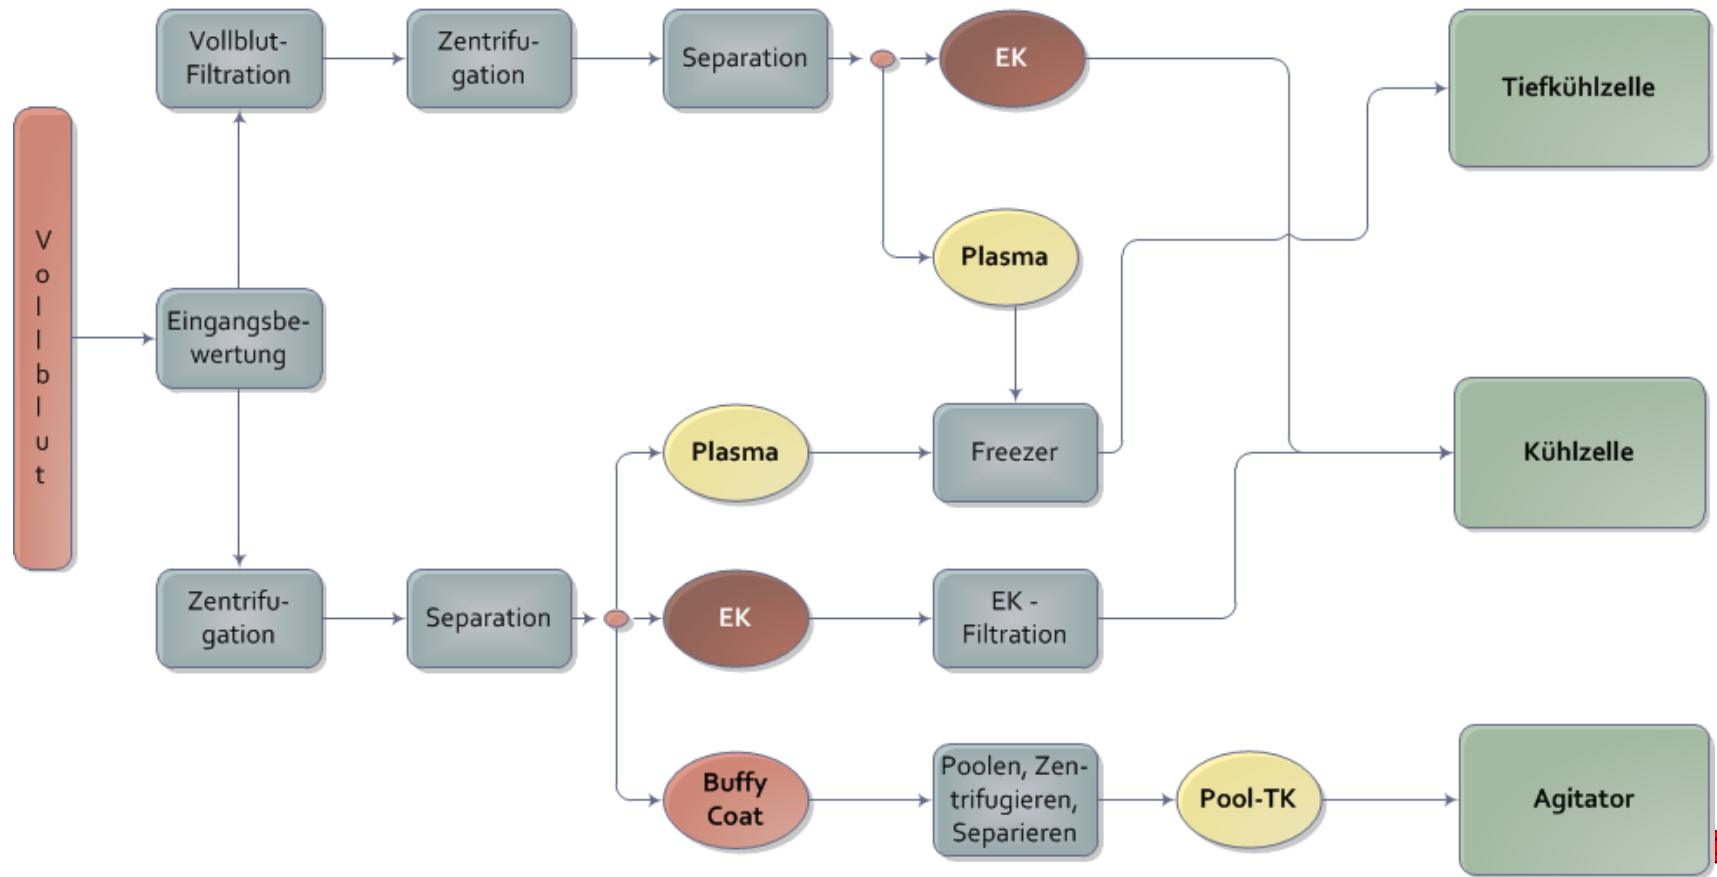 Vollblut
Vollblut-
Filtration
Zentrifu-
gation
Separation
EK
Tiefkühlzelle
Plasma
Eingangsbe-
wertung
Plasma
Freezer
Kühlzelle
Zentrifu-
gation
Separation
EK
EK -
Filtration
Buffy
Coat
Poolen, Zen-
trifugieren,
Separieren
Pool-TK
Agitator